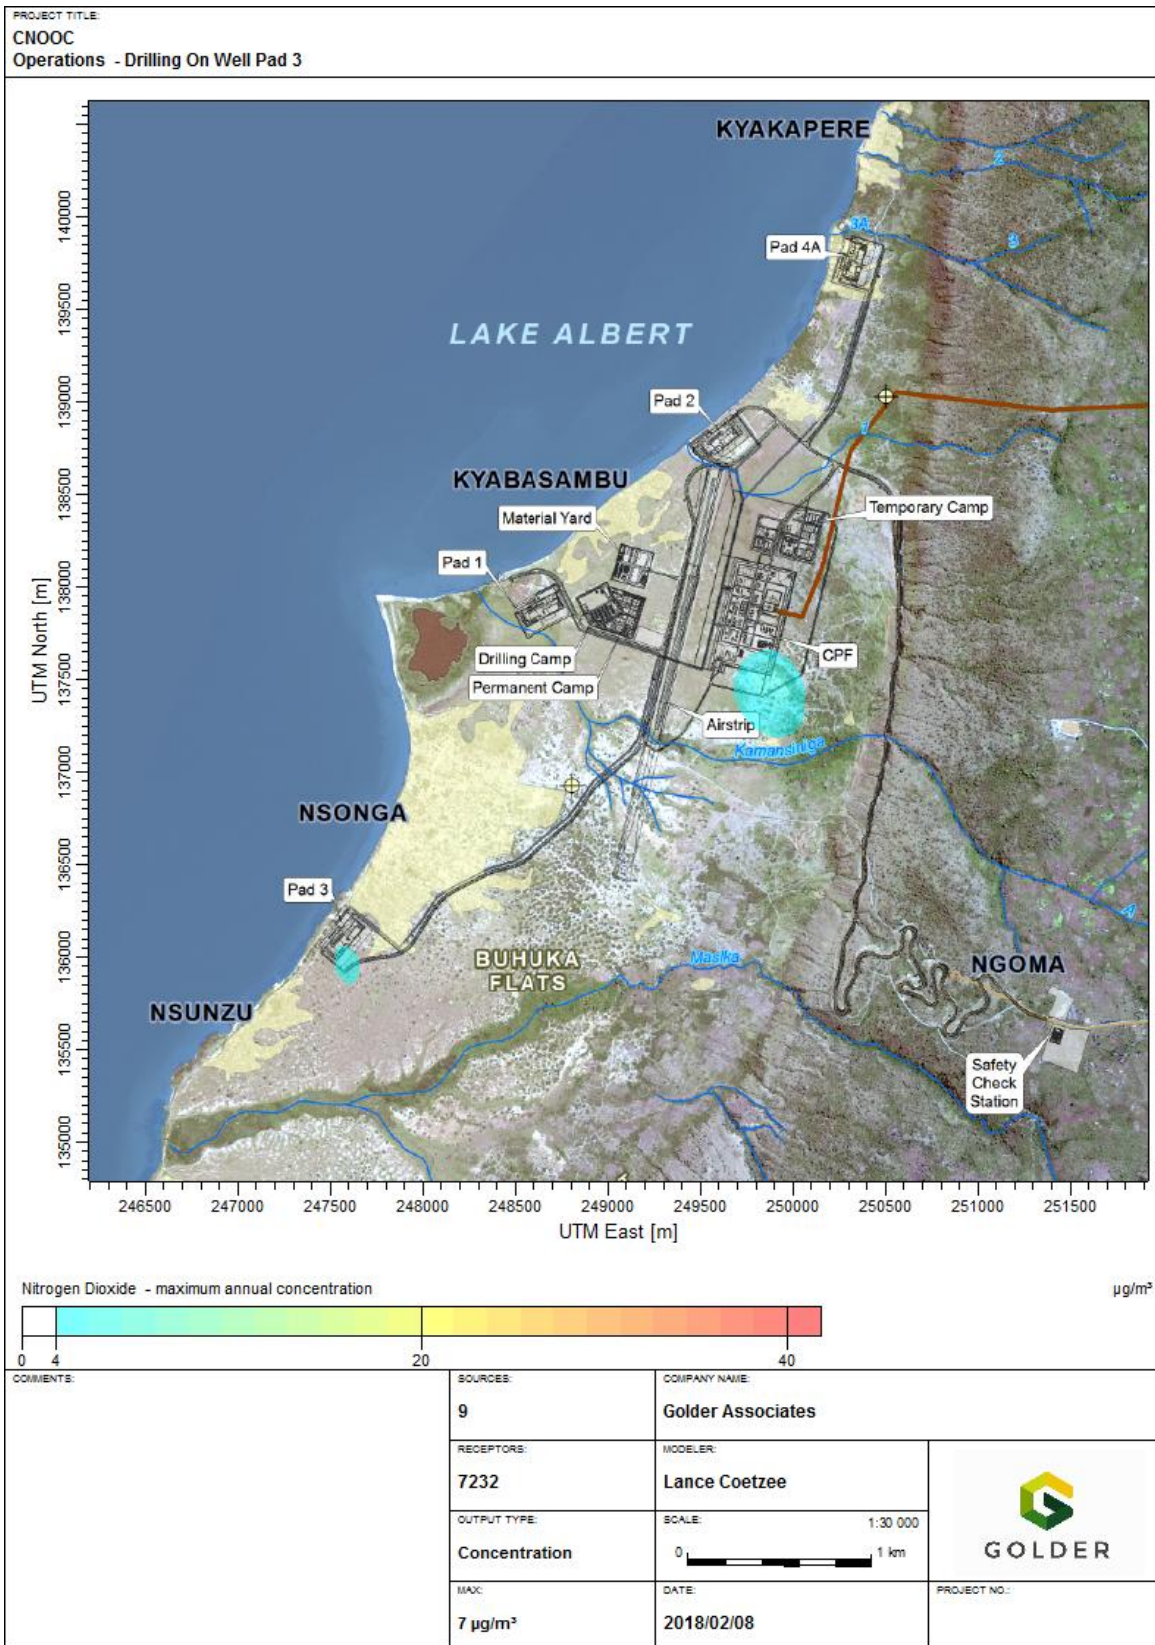 PROJECT TITLE:
CNOOC
Operations - Drilling On Well Pad 3
KYAKAPERE
2
3A
3
Pad 4A
LAKE ALBERT
Pad 2
1
KYABASAMBU
Temporary Camp
Material Yard
Pad 1
Drilling Camp
CPF
Permanent Camp
Airstrip
Kamansiniga
NSONGA
Pad 3
A
BUHUKA
FLATS
Masika
NGOMA
NSUNZU
Safety
Check
Station
UTM North [m]
140000
139500
139000
138500
138000
137500
137000
136500
136000
135500
135000
246500 247000 247500 248000 248500 249000 249500 250000 250500 251000 251500
UTM East [m]
Nitrogen Dioxide - maximum annual concentration
µg/m³
0 4 20 40
COMMENTS:
SOURCES:
9
COMPANY NAME:
Golder Associates
RECEPTORS:
7232
MODELER:
Lance Coetzee
OUTPUT TYPE:
Concentration
SCALE:
1:30 000
0 1 km
GOLDER
MAX:
7 µg/m³
DATE:
2018/02/08
PROJECT NO.: